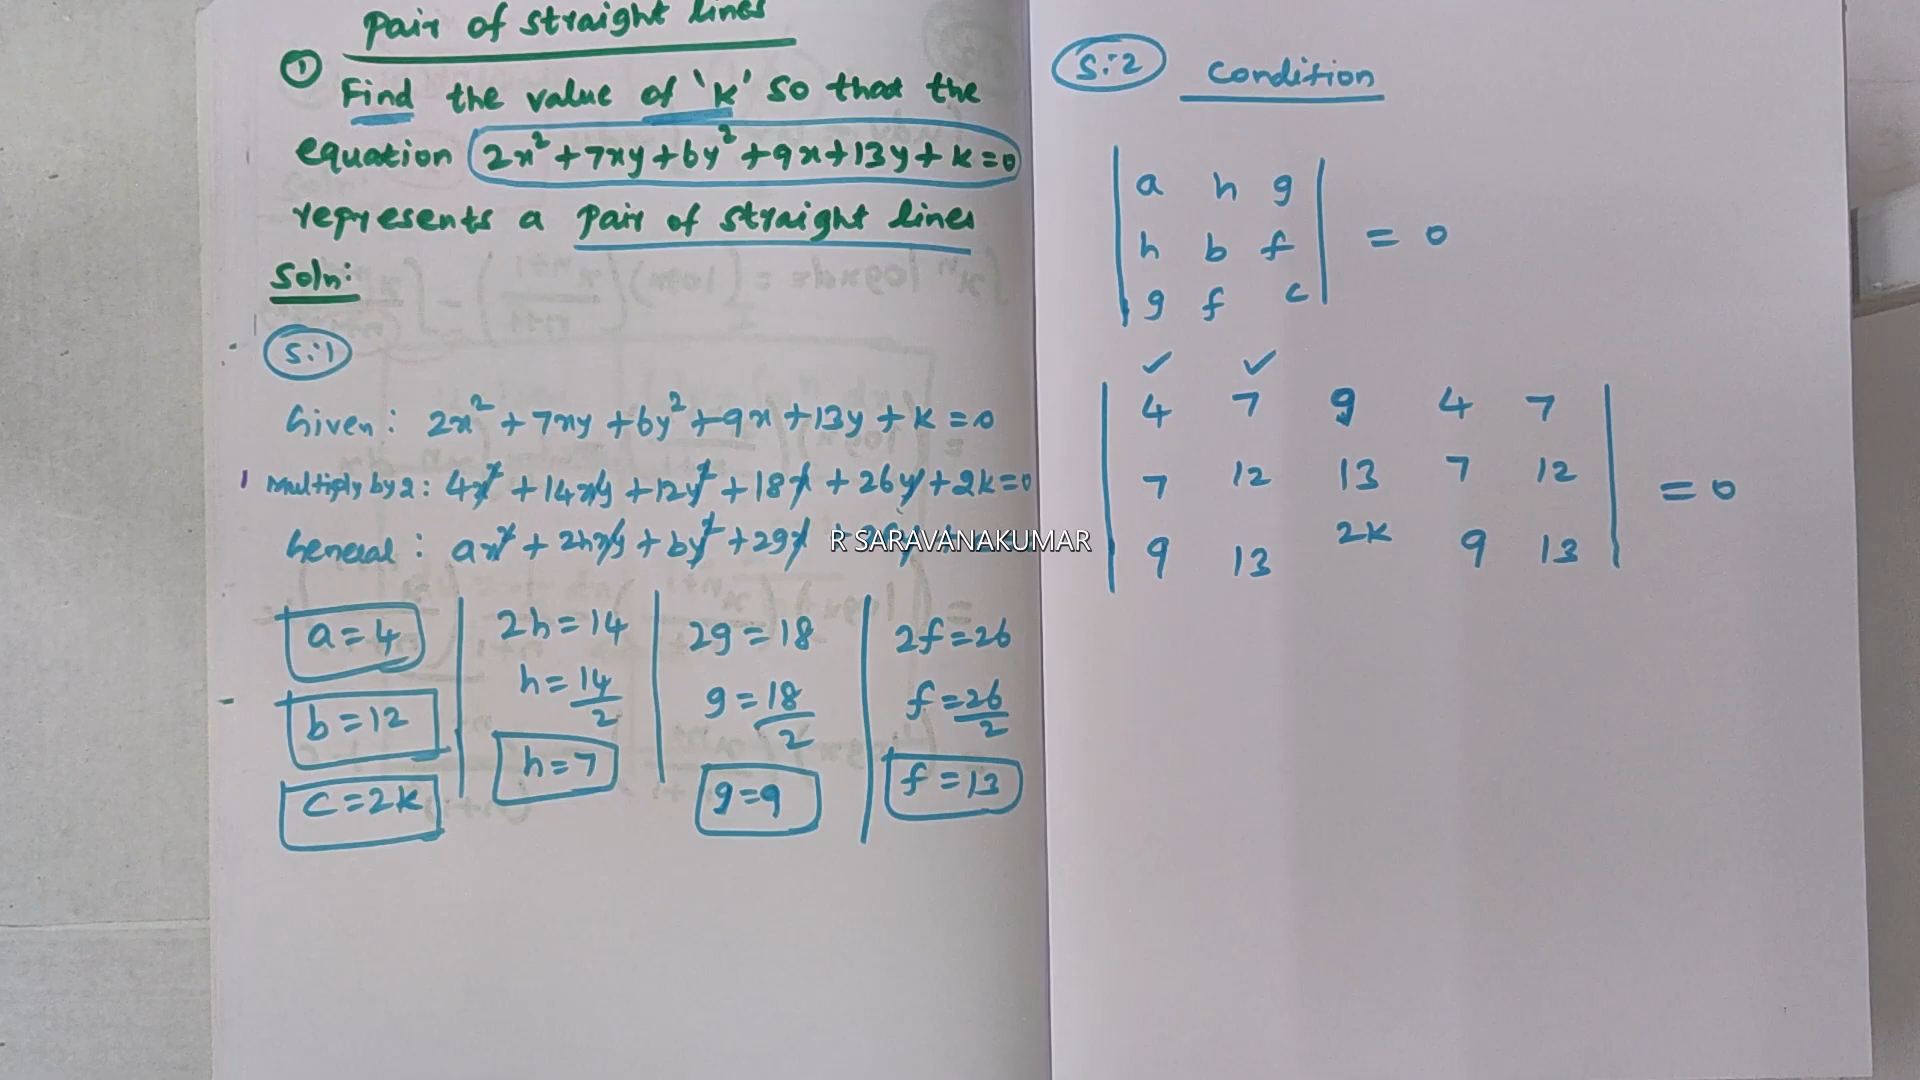 Pair of straight lines
① Find the value of 'K' so that the
equation 2x² + 7xy + 6y² + 9x + 13y + K = 0
represents a pair of straight lines
Soln:
S:1
Given: 2x² + 7xy + 6y² + 9x + 13y + K = 0
Multiply by 2: 4x² + 14xy + 12y² + 18x + 26y + 2K = 0
General: ax² + 2hxy + by² + 2gx
R SARAVANAKUMAR
a = 4
b = 12
c = 2K
2h = 14
h = 14/2
h = 7
2g = 18
g = 18/2
g = 9
2f = 26
f = 26/2
f = 13
S:2 Condition
| a h g |
| h b f | = 0
| g f c |
✓ ✓
| 4 7 9 4 7 |
| 7 12 13 7 12 | = 0
| 9 13 2K 9 13 |